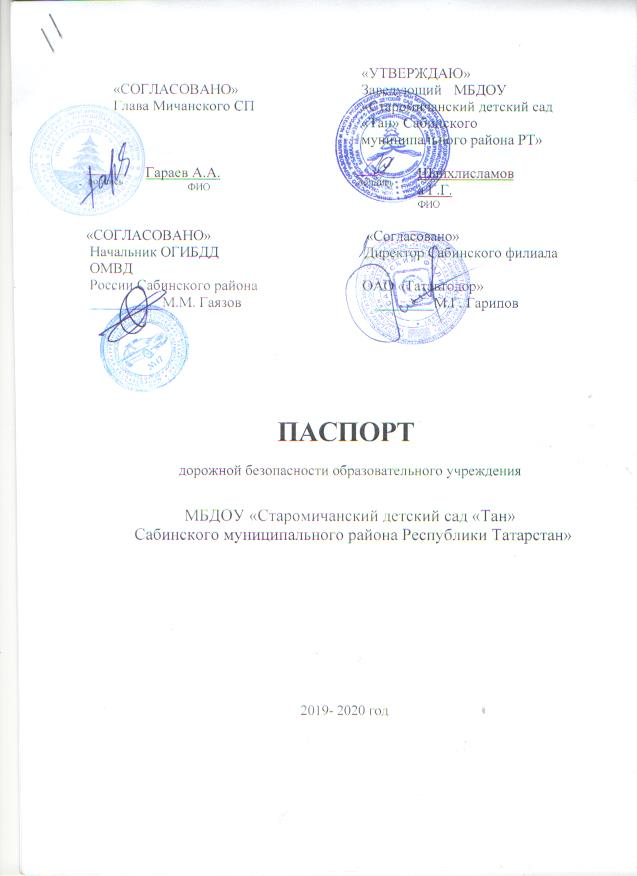 11
«СОГЛАСОВАНО»
Глава Мичанского СП
Гараев А.А.
ФИО
«УТВЕРЖДАЮ»
Заведующий МБДОУ
«Старомичанский детский сад
«Тан» Сабинского
муниципального района РТ»
Шайхлисламов
а Г.Г.
ФИО
«СОГЛАСОВАНО»
Начальник ОГИБДД
ОМВД
России Сабинского района
М.М. Гаязов
№17
«Согласовано»
Директор Сабинского филиала
ОАО «Татавтодор»
М.Г. Гарипов
ПАСПОРТ
дорожной безопасности образовательного учреждения
МБДОУ «Старомичанский детский сад «Тан»
Сабинского муниципального района Республики Татарстан»
2019- 2020 год